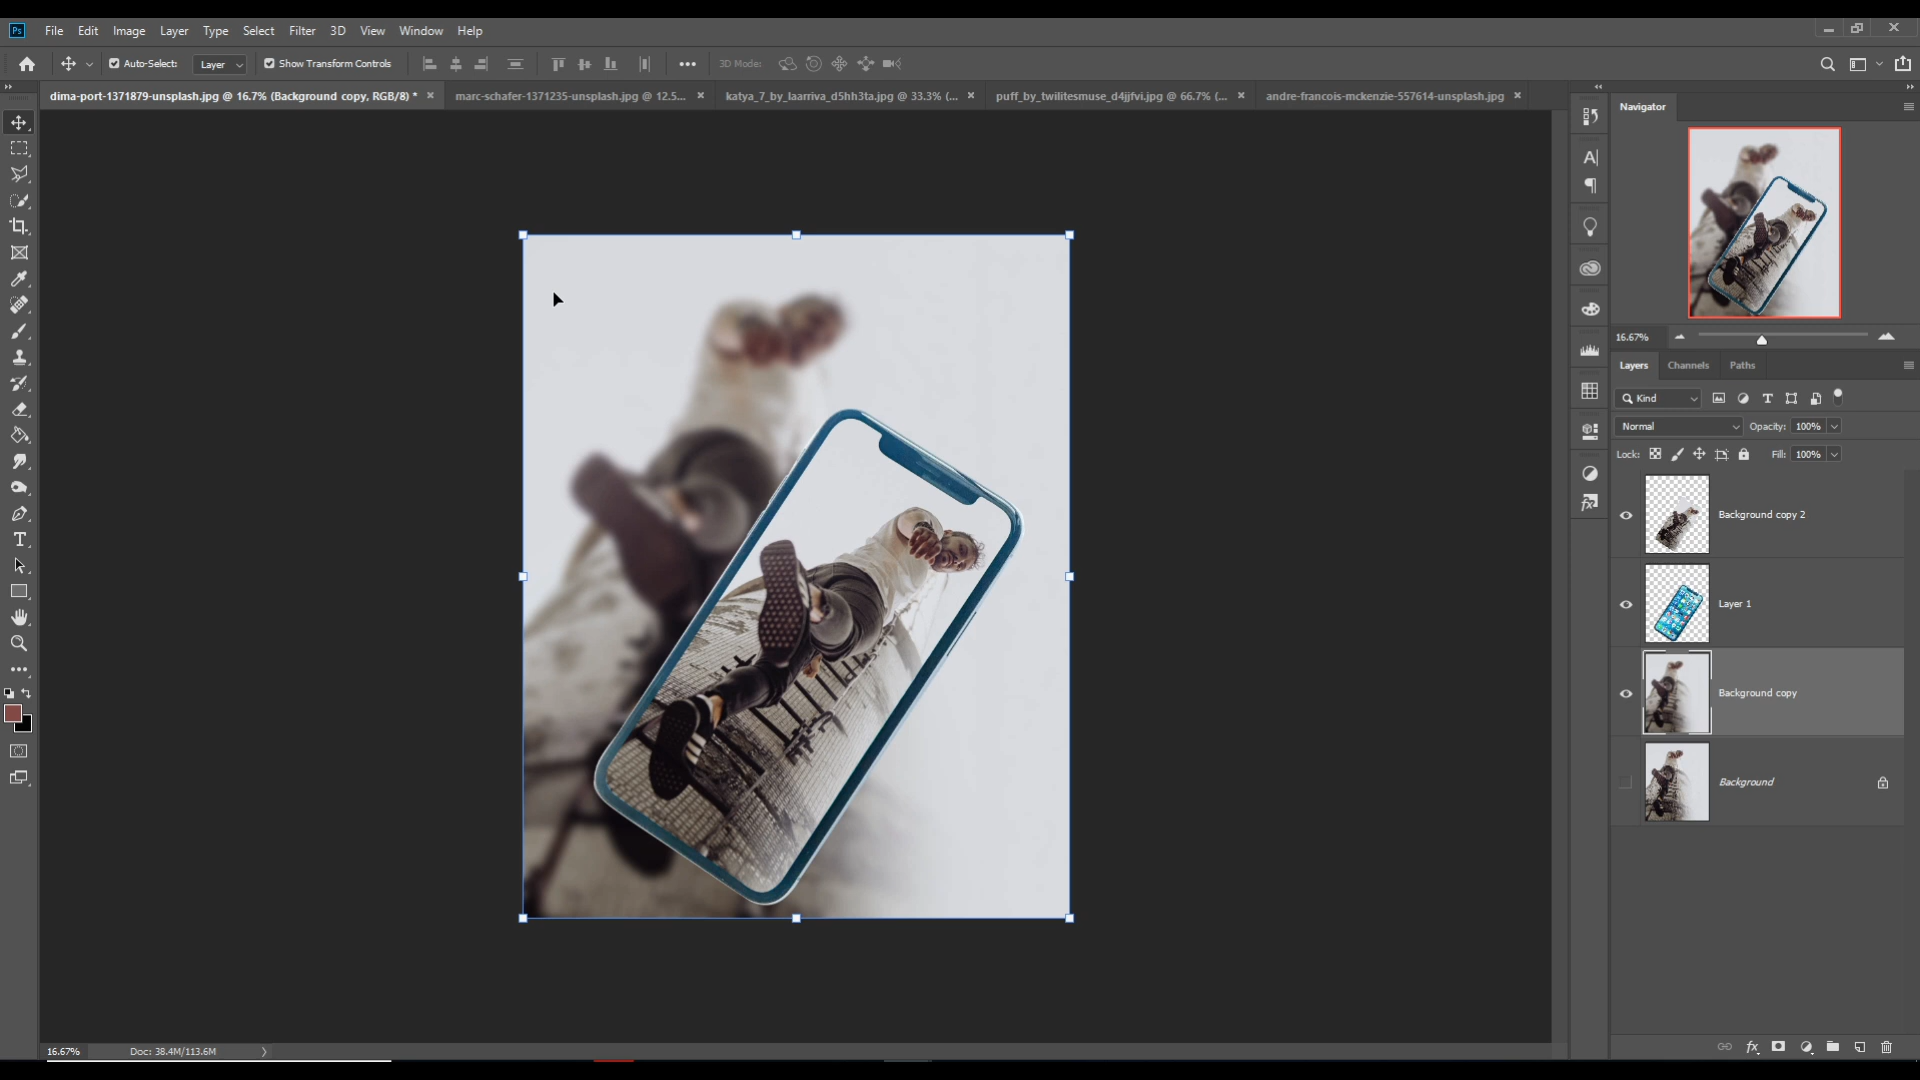 Ps File Edit Image Layer Type Select Filter 3D View Window Help
Auto-Select: Layer Show Transform Controls 3D Mode:
dima-port-1371879-unsplash.jpg @ 16.7% (Background copy, RGB/8) * marc-schafer-1371235-unsplash.jpg @ 12.5... katya_7_by_laarriva_d5hh3ta.jpg @ 33.3% (... puff_by_twilitesmuse_d4jjfvi.jpg @ 66.7% (... andre-francois-mckenzie-557614-unsplash.jpg
Navigator
16.67%
Layers Channels Paths
Kind
Normal Opacity: 100%
Lock: Fill: 100%
Background copy 2
Layer 1
Background copy
Background
16.67% Doc: 38.4M/113.6M